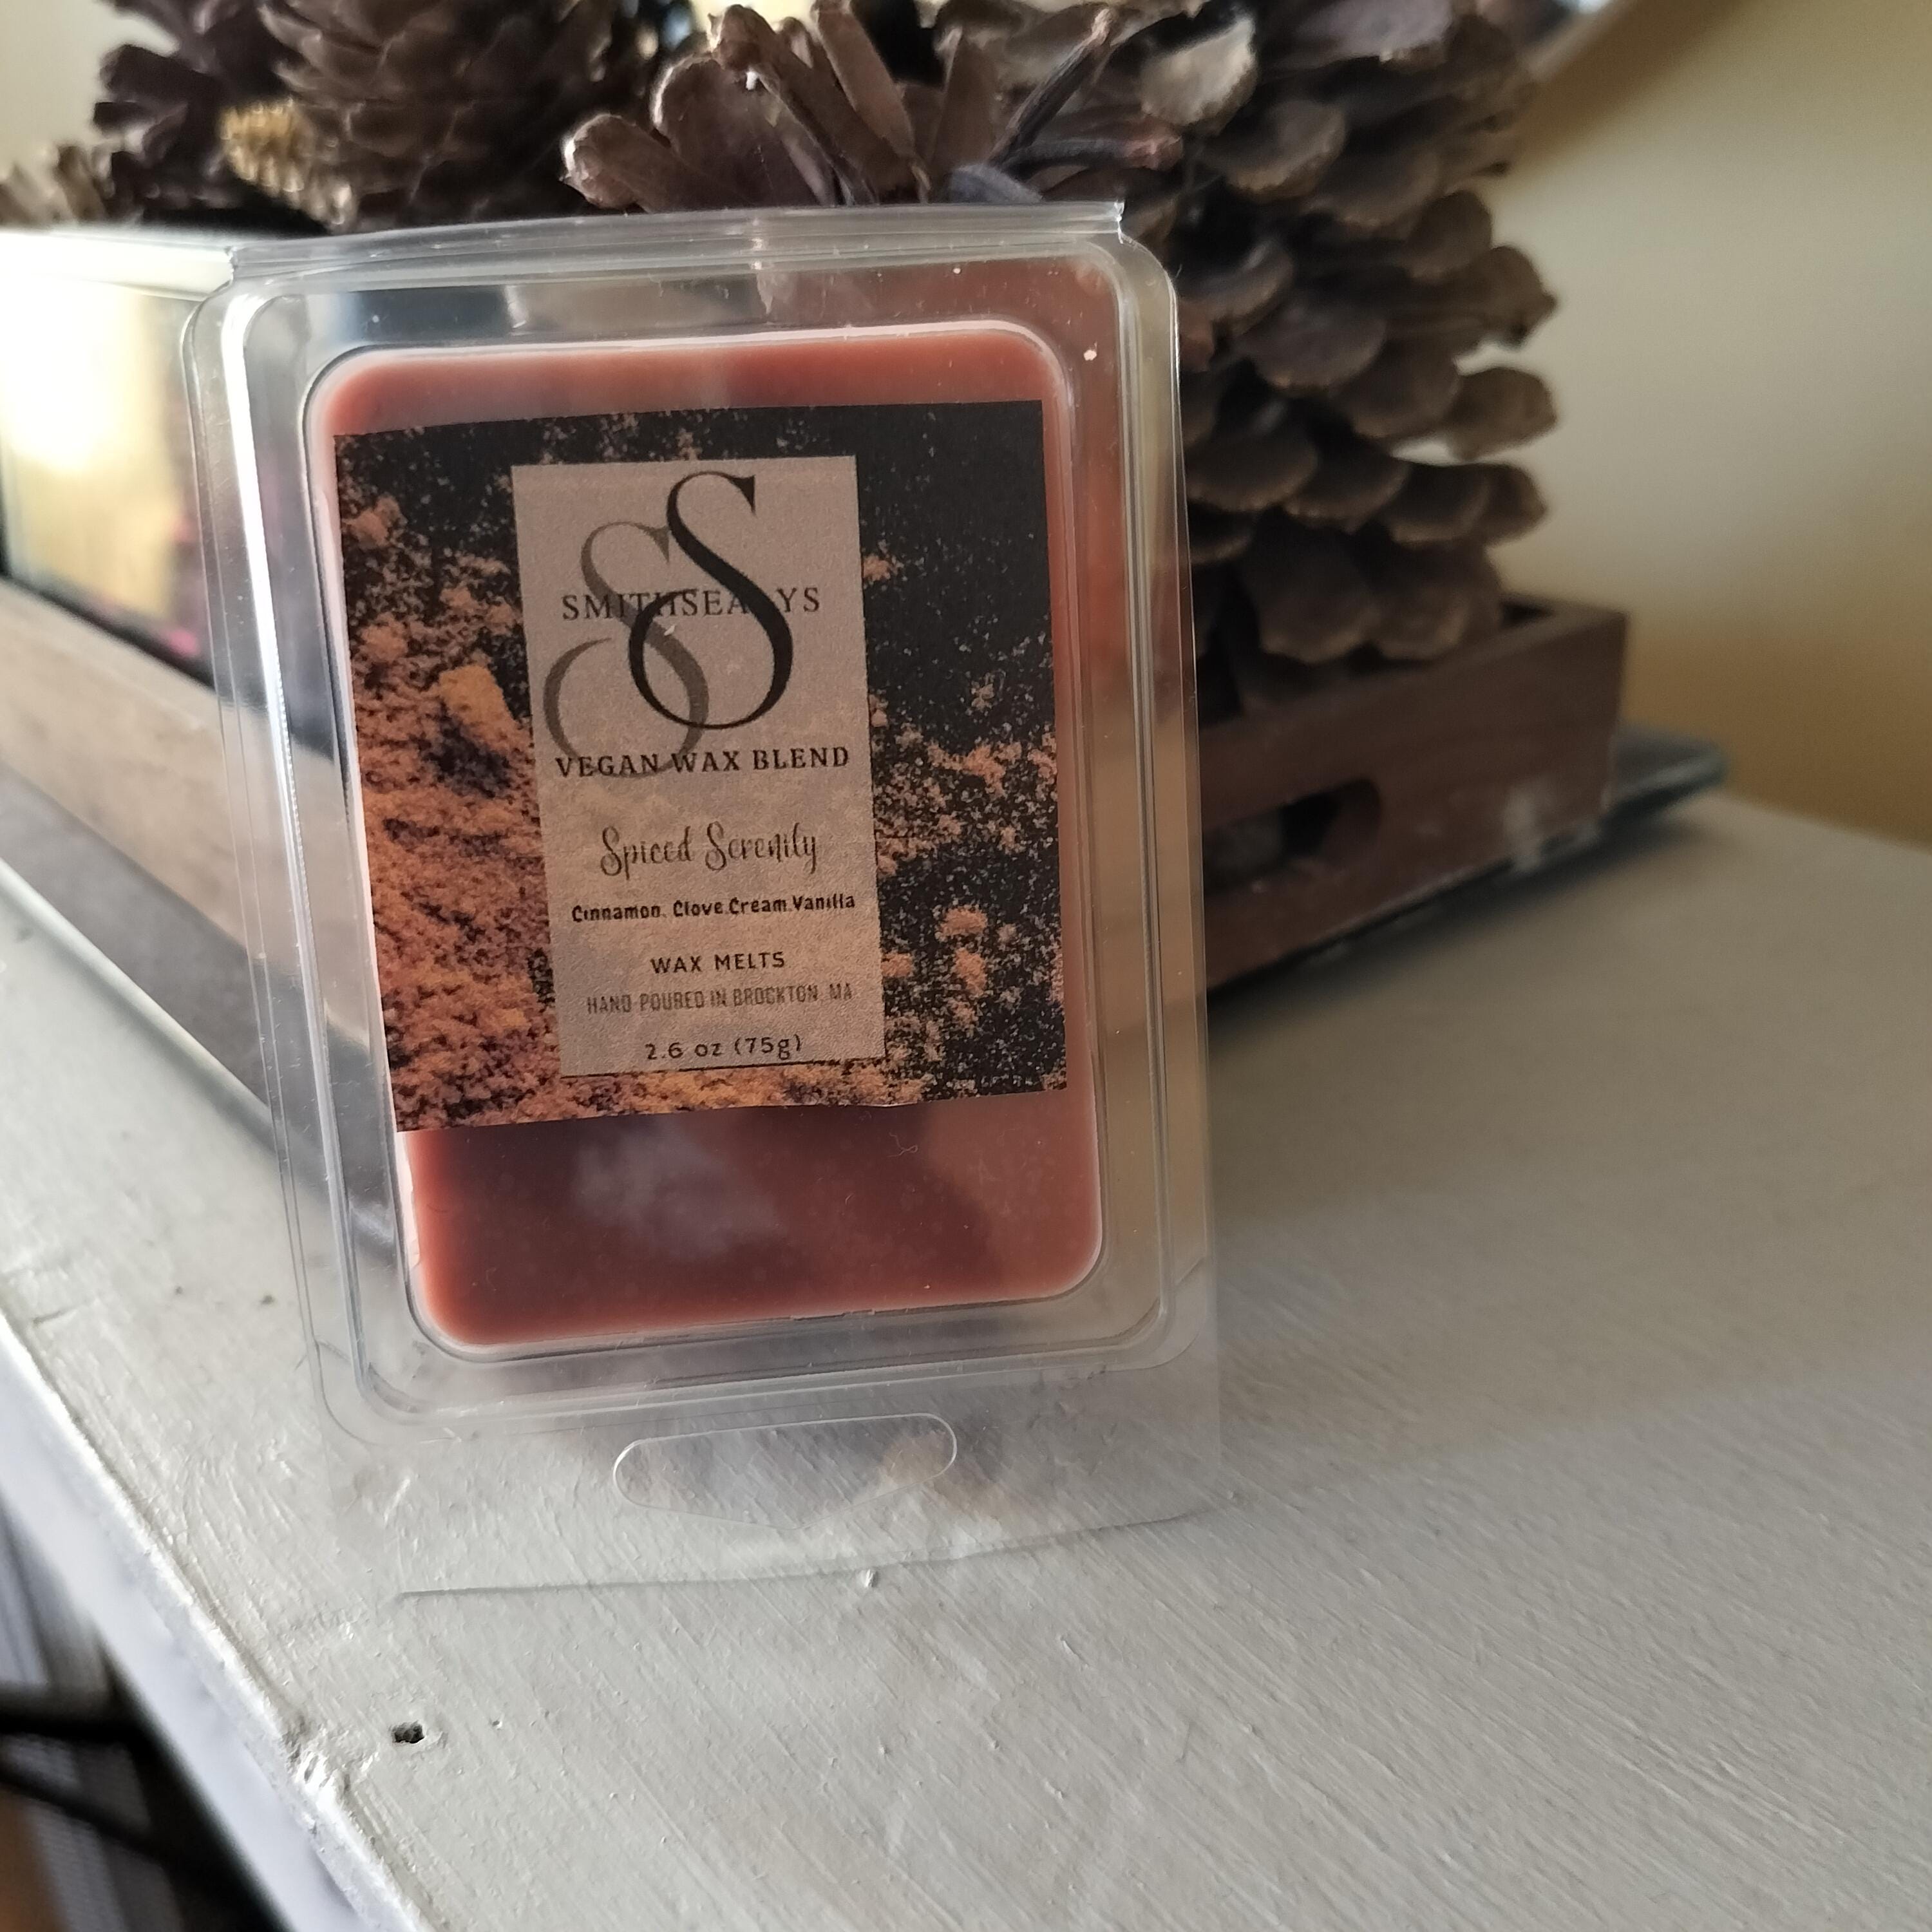 SS
SMITHSEALYS
VEGAN WAX BLEND
Spiced Serenity
Cinnamon. Clove.Cream.Vanilla
WAX MELTS
HAND POURED IN BROCKTON, MA
2.6 oz (75g)